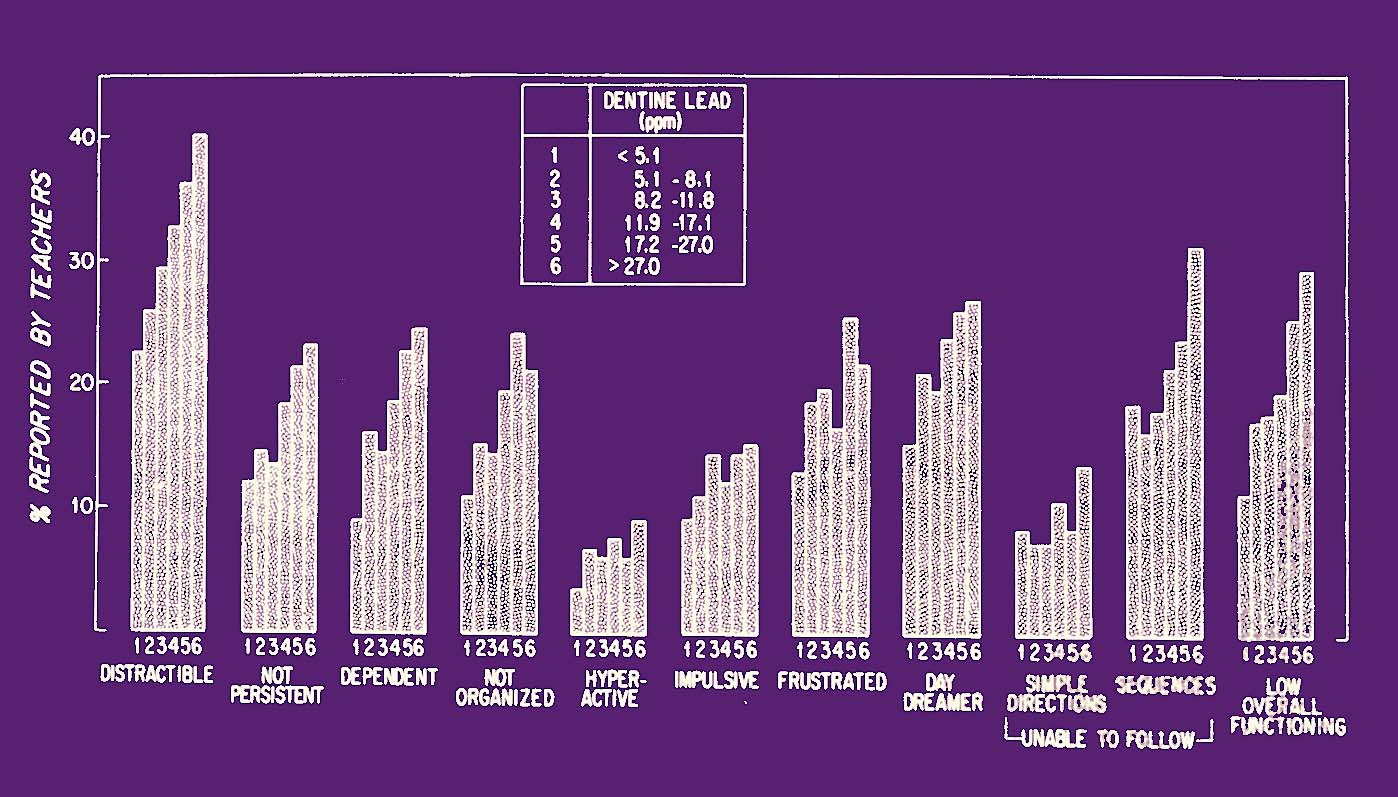 DENTINE LEAD
(ppm)
1 < 5.1
2 5.1 - 8.1
3 8.2 -11.8
4 11.9 -17.1
5 17.2 -27.0
6 > 27.0
% REPORTED BY TEACHERS
40
30
20
10
123456
DISTRACTIBLE
123456
NOT
PERSISTENT
123456
DEPENDENT
123456
NOT
ORGANIZED
123456
HYPER-
ACTIVE
123456
IMPULSIVE
123456
FRUSTRATED
123456
DAY
DREAMER
123456
SIMPLE
DIRECTIONS
123456
SEQUENCES
UNABLE TO FOLLOW
123456
LOW
OVERALL
FUNCTIONING